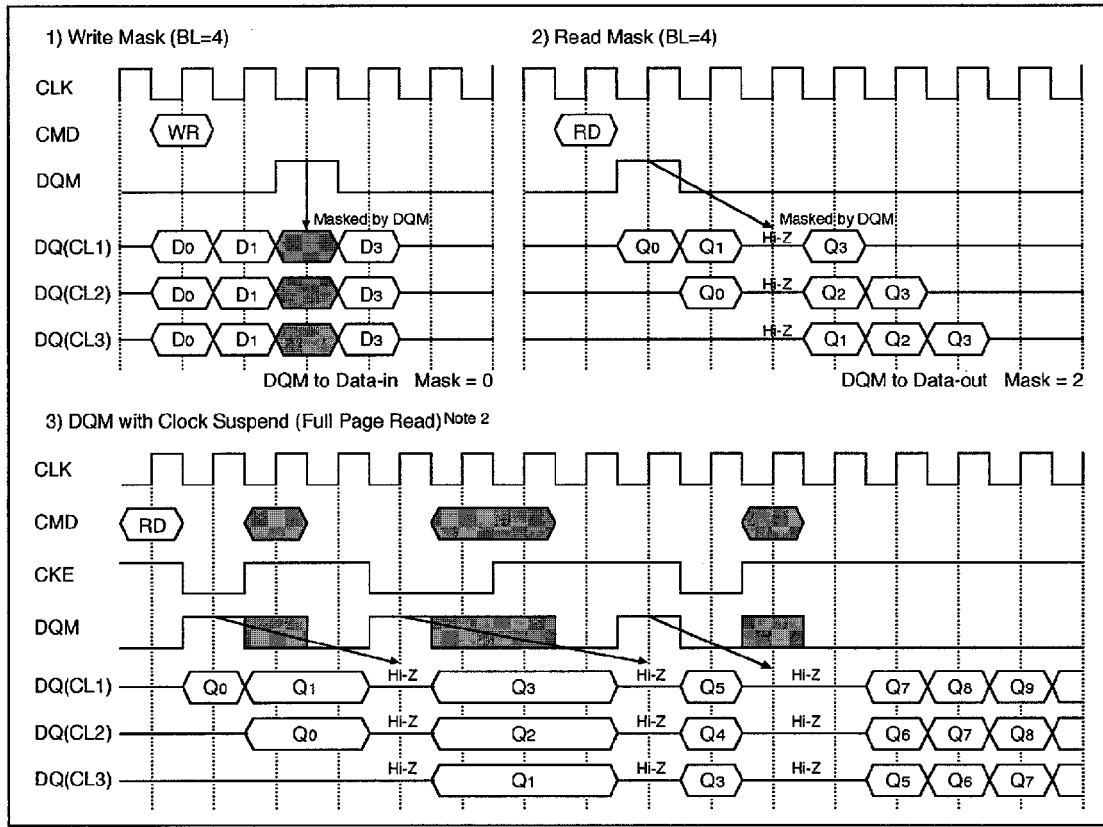 1) Write Mask (BL=4)
2) Read Mask (BL=4)
CLK
CMD WR RD
DQM
Masked by DQM Masked by DQM
DQ(CL1) D0 D1 D3 Q0 Q1 Hi-Z Q3
DQ(CL2) D0 D1 D3 Q0 Hi-Z Q2 Q3
DQ(CL3) D0 D1 D3 Hi-Z Q1 Q2 Q3
DQM to Data-in Mask = 0
DQM to Data-out Mask = 2
3) DQM with Clock Suspend (Full Page Read) Note 2
CLK
CMD RD
CKE
DQM
DQ(CL1) Q0 Q1 Hi-Z Q3 Hi-Z Q5 Hi-Z Q7 Q8 Q9
DQ(CL2) Q0 Hi-Z Q2 Hi-Z Q4 Hi-Z Q6 Q7 Q8
DQ(CL3) Hi-Z Q1 Hi-Z Q3 Hi-Z Q5 Q6 Q7